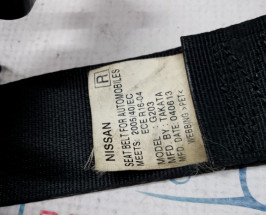 R
NISSAN
SEAT BELT FOR AUTOMOBILES
MEETS: 2005/40/EC
ECE R16-04
MODEL: G203
MFD. BY: TAKATA
MFD. DATE: 040613
WEBBING >PET<